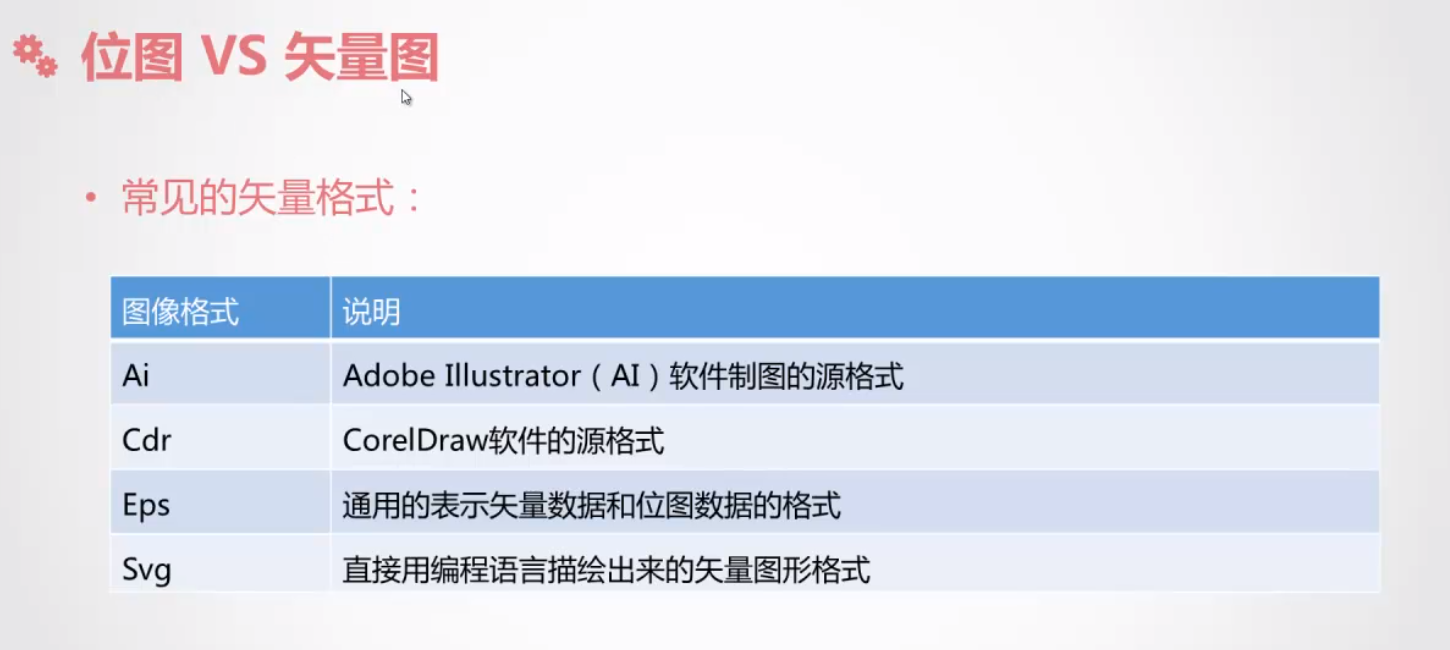 位图 VS 矢量图
• 常见的矢量格式：
图像格式 说明
Ai Adobe Illustrator（AI）软件制图的源格式
Cdr CorelDraw软件的源格式
Eps 通用的表示矢量数据和位图数据的格式
Svg 直接用编程语言描绘出来的矢量图形格式